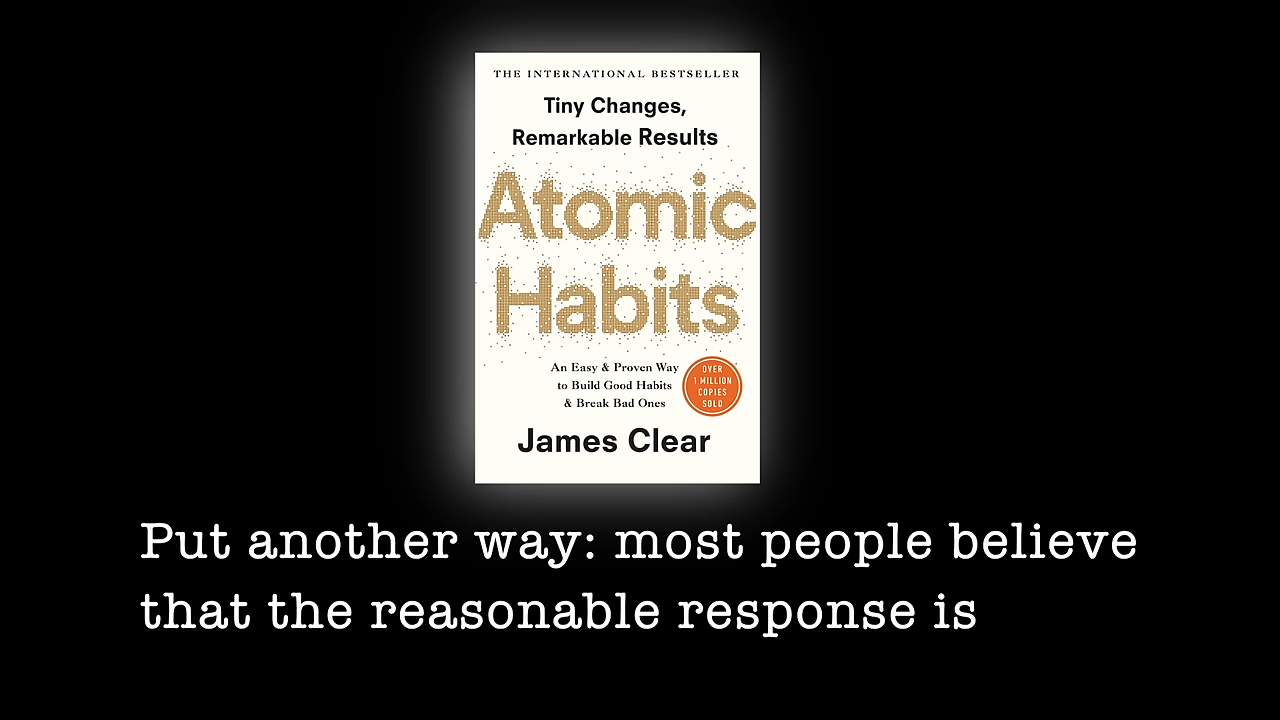 THE INTERNATIONAL BESTSELLER
Tiny Changes,
Remarkable Results
Atomic
Habits
An Easy & Proven Way
to Build Good Habits
& Break Bad Ones
OVER
1 MILLION
COPIES
SOLD
James Clear
Put another way: most people believe
that the reasonable response is